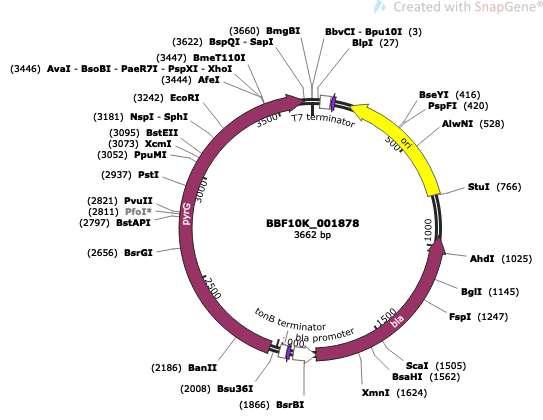 Created with SnapGene®
(3660) BmgBI
BbvCI - Bpu10I (3)
(3622) BspQI - SapI
BlpI (27)
(3447) BmeT110I
(3446) AvaI - BsoBI - PaeR7I - PspXI - XhoI
(3444) AfeI
(3242) EcoRI
(3181) NspI - SphI
(3095) BstEII
(3073) XcmI
(3052) PpuMI
(2937) PstI
(2821) PvuII
(2811) PfoI*
(2797) BstAPI
(2656) BsrGI
(2186) BanII
(2008) Bsu36I
(1866) BsrBI
BseYI (416)
PspFI (420)
AlwNI (528)
StuI (766)
AhdI (1025)
BglI (1145)
FspI (1247)
ScaI (1505)
BsaHI (1562)
XmnI (1624)
T7 terminator
ori
bla
bla promoter
tonB terminator
pyrG
500
1000
1500
2500
3000
3500
BBF10K_001878
3662 bp